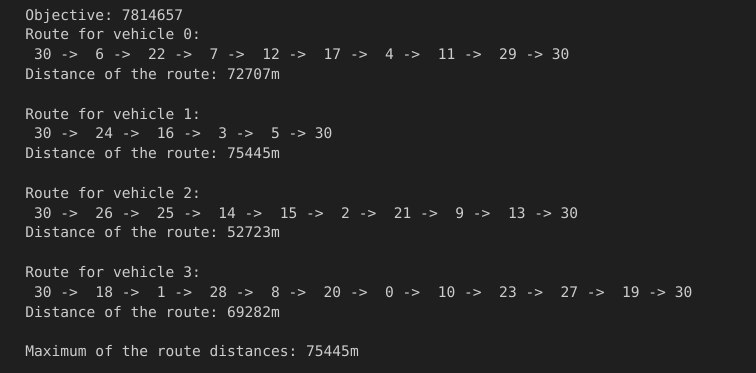 Objective: 7814657
Route for vehicle 0:
30 -> 6 -> 22 -> 7 -> 12 -> 17 -> 4 -> 11 -> 29 -> 30
Distance of the route: 72707m
Route for vehicle 1:
30 -> 24 -> 16 -> 3 -> 5 -> 30
Distance of the route: 75445m
Route for vehicle 2:
30 -> 26 -> 25 -> 14 -> 15 -> 2 -> 21 -> 9 -> 13 -> 30
Distance of the route: 52723m
Route for vehicle 3:
30 -> 18 -> 1 -> 28 -> 8 -> 20 -> 0 -> 10 -> 23 -> 27 -> 19 -> 30
Distance of the route: 69282m
Maximum of the route distances: 75445m